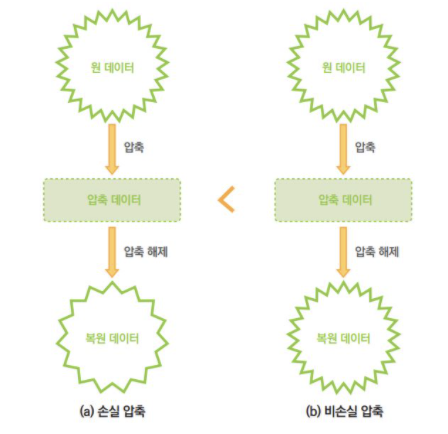 원 데이터
원 데이터
압축
압축
압축 데이터
<
압축 데이터
압축 해제
압축 해제
복원 데이터
복원 데이터
(a) 손실 압축
(b) 비손실 압축